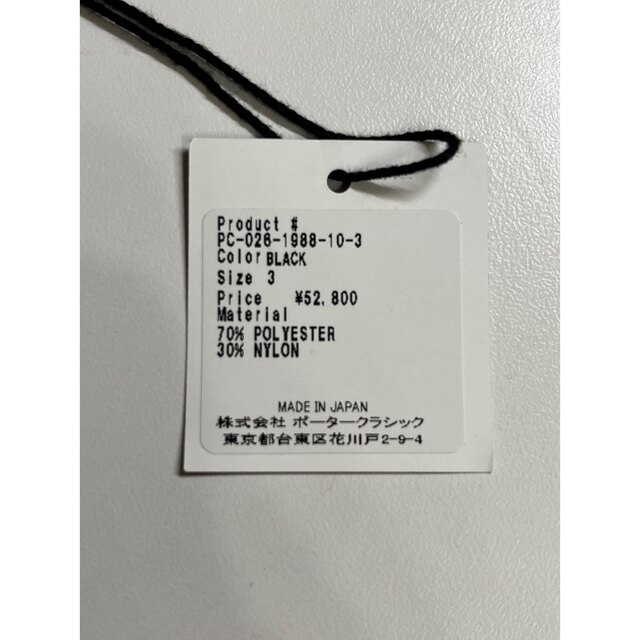 Product #
PC-026-1988-10-3
Color BLACK
Size 3
Price ¥52,800
Material
70% POLYESTER
30% NYLON
MADE IN JAPAN
株式会社 ポータークラシック
東京都台東区花川戸2-9-4